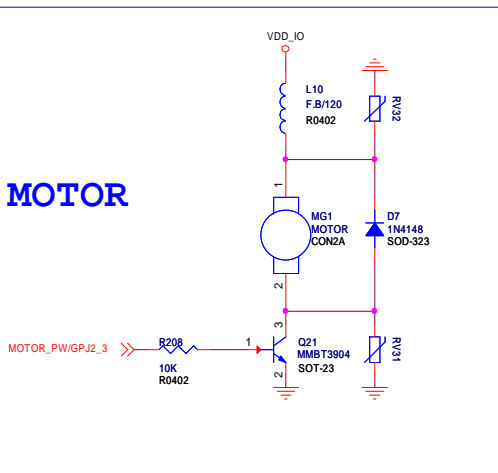 VDD_IO
L10
F.B/120
R0402
RV32
MOTOR
1
MG1
MOTOR
CON2A
D7
1N4148
SOD-323
2
MOTOR_PW/GPJ2_3
R208
10K
R0402
1
3
Q21
MMBT3904
SOT-23
2
RV31